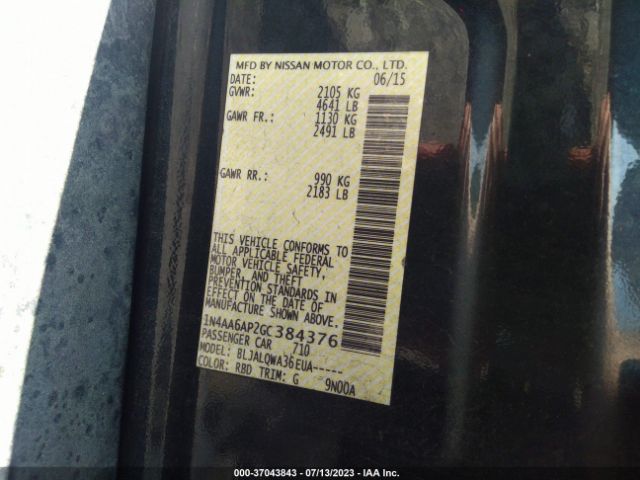 MFD BY NISSAN MOTOR CO., LTD.
DATE: 06/15
GVWR: 2105 KG
4641 LB
GAWR FR.: 1130 KG
2491 LB
GAWR RR.: 990 KG
2183 LB
THIS VEHICLE CONFORMS TO
ALL APPLICABLE FEDERAL
MOTOR VEHICLE SAFETY,
BUMPER, AND THEFT
PREVENTION STANDARDS IN
EFFECT ON THE DATE OF
MANUFACTURE SHOWN ABOVE.
1N4AA6AP2GC384376
PASSENGER CAR 710
MODEL: BLJALQWA36EUA-----
COLOR: RBD TRIM: G 9N00A
000-37043843 - 07/13/2023 - IAA Inc.